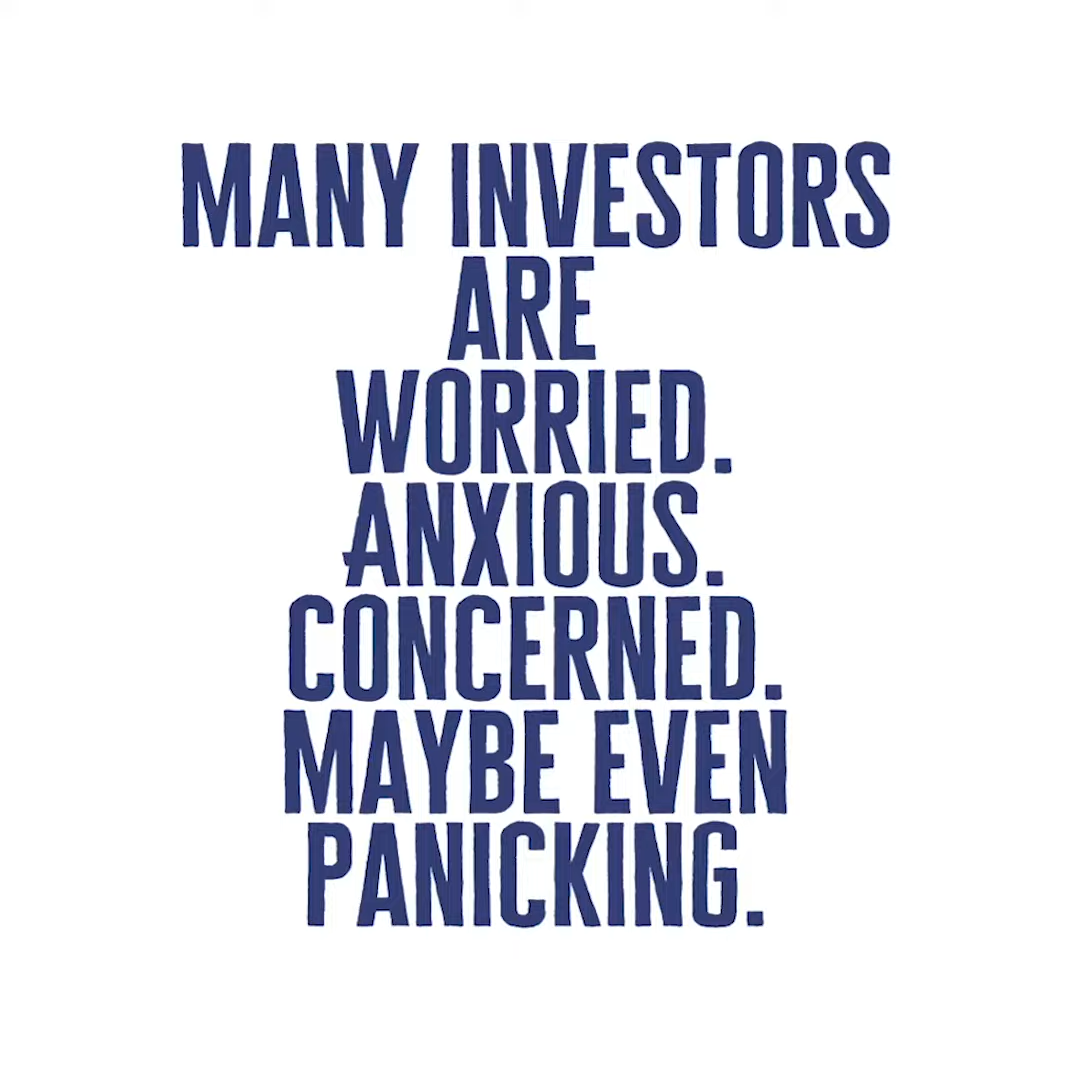 MANY INVESTORS
ARE
WORRIED.
ANXIOUS.
CONCERNED.
MAYBE EVEN
PANICKING.